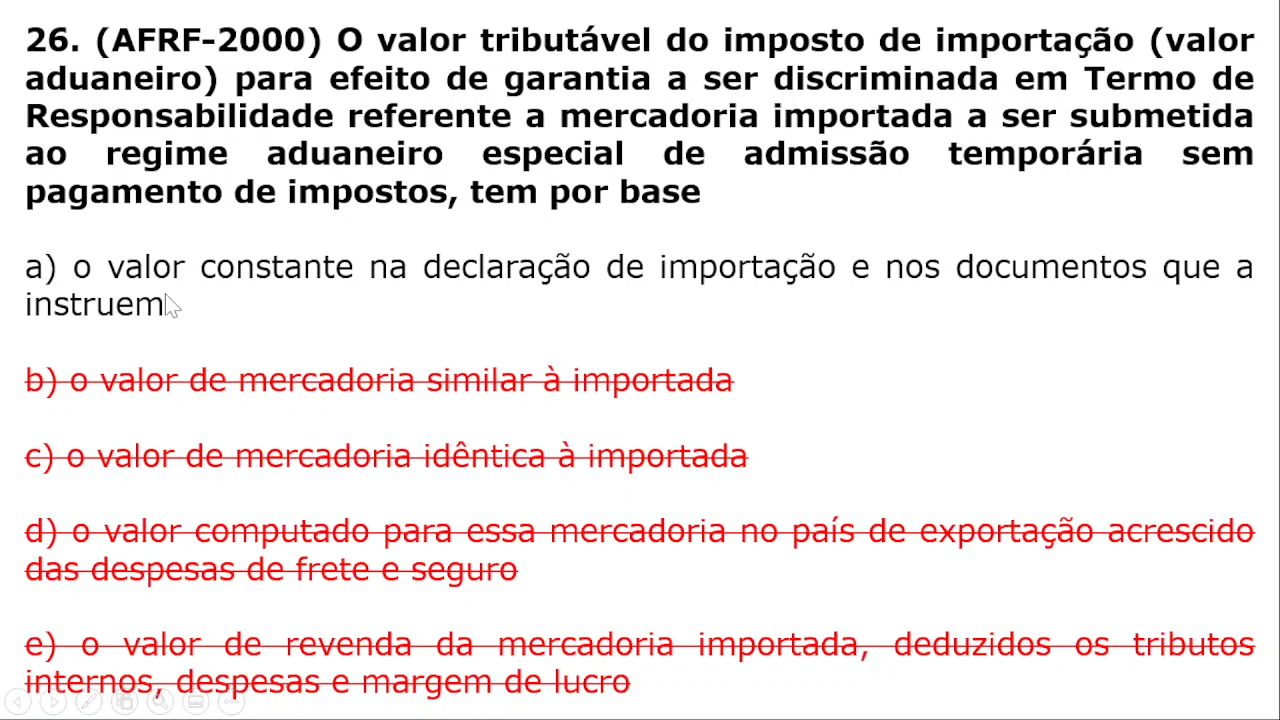 26. (AFRF-2000) O valor tributável do imposto de importação (valor
aduaneiro) para efeito de garantia a ser discriminada em Termo de
Responsabilidade referente a mercadoria importada a ser submetida
ao regime aduaneiro especial de admissão temporária sem
pagamento de impostos, tem por base
a) o valor constante na declaração de importação e nos documentos que a
instruem
b) o valor de mercadoria similar à importada
c) o valor de mercadoria idêntica à importada
d) o valor computado para essa mercadoria no país de exportação acrescido
das despesas de frete e seguro
e) o valor de revenda da mercadoria importada, deduzidos os tributos
internos, despesas e margem de lucro